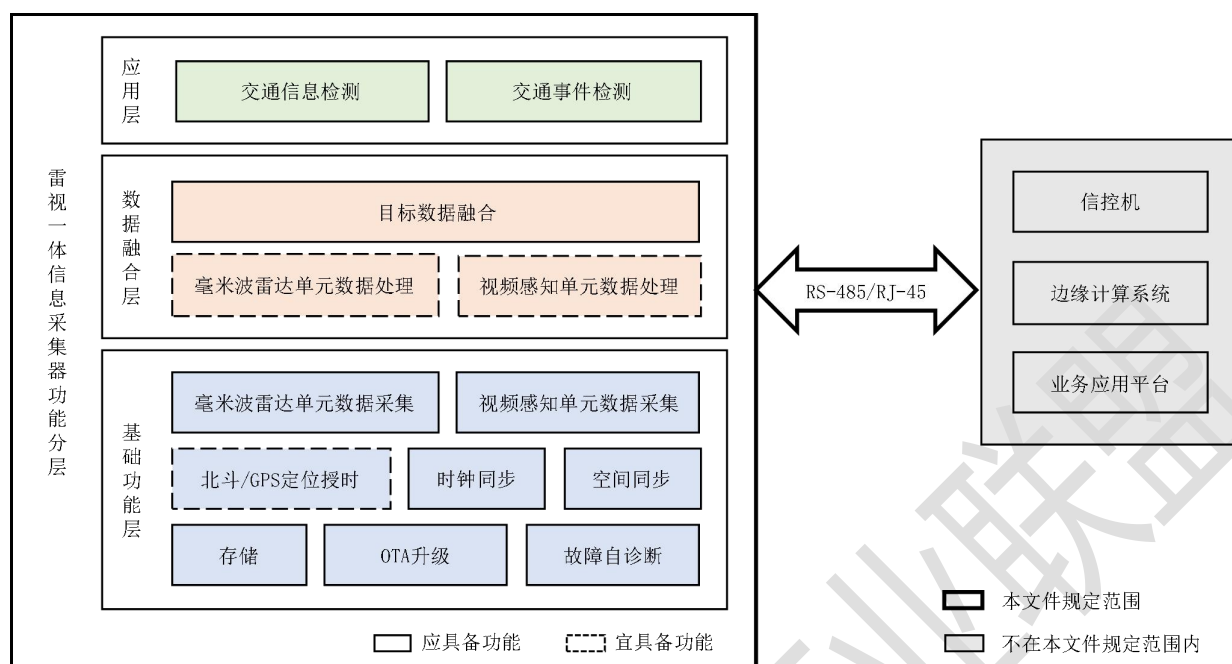 雷视一体信息采集器功能分层
应用层
交通信息检测
交通事件检测
数据融合层
目标数据融合
毫米波雷达单元数据处理
视频感知单元数据处理
基础功能层
毫米波雷达单元数据采集
视频感知单元数据采集
北斗/GPS定位授时
时钟同步
空间同步
存储
OTA升级
故障自诊断
应具备功能
宜具备功能
RS-485/RJ-45
信控机
边缘计算系统
业务应用平台
本文件规定范围
不在本文件规定范围内
业联盟